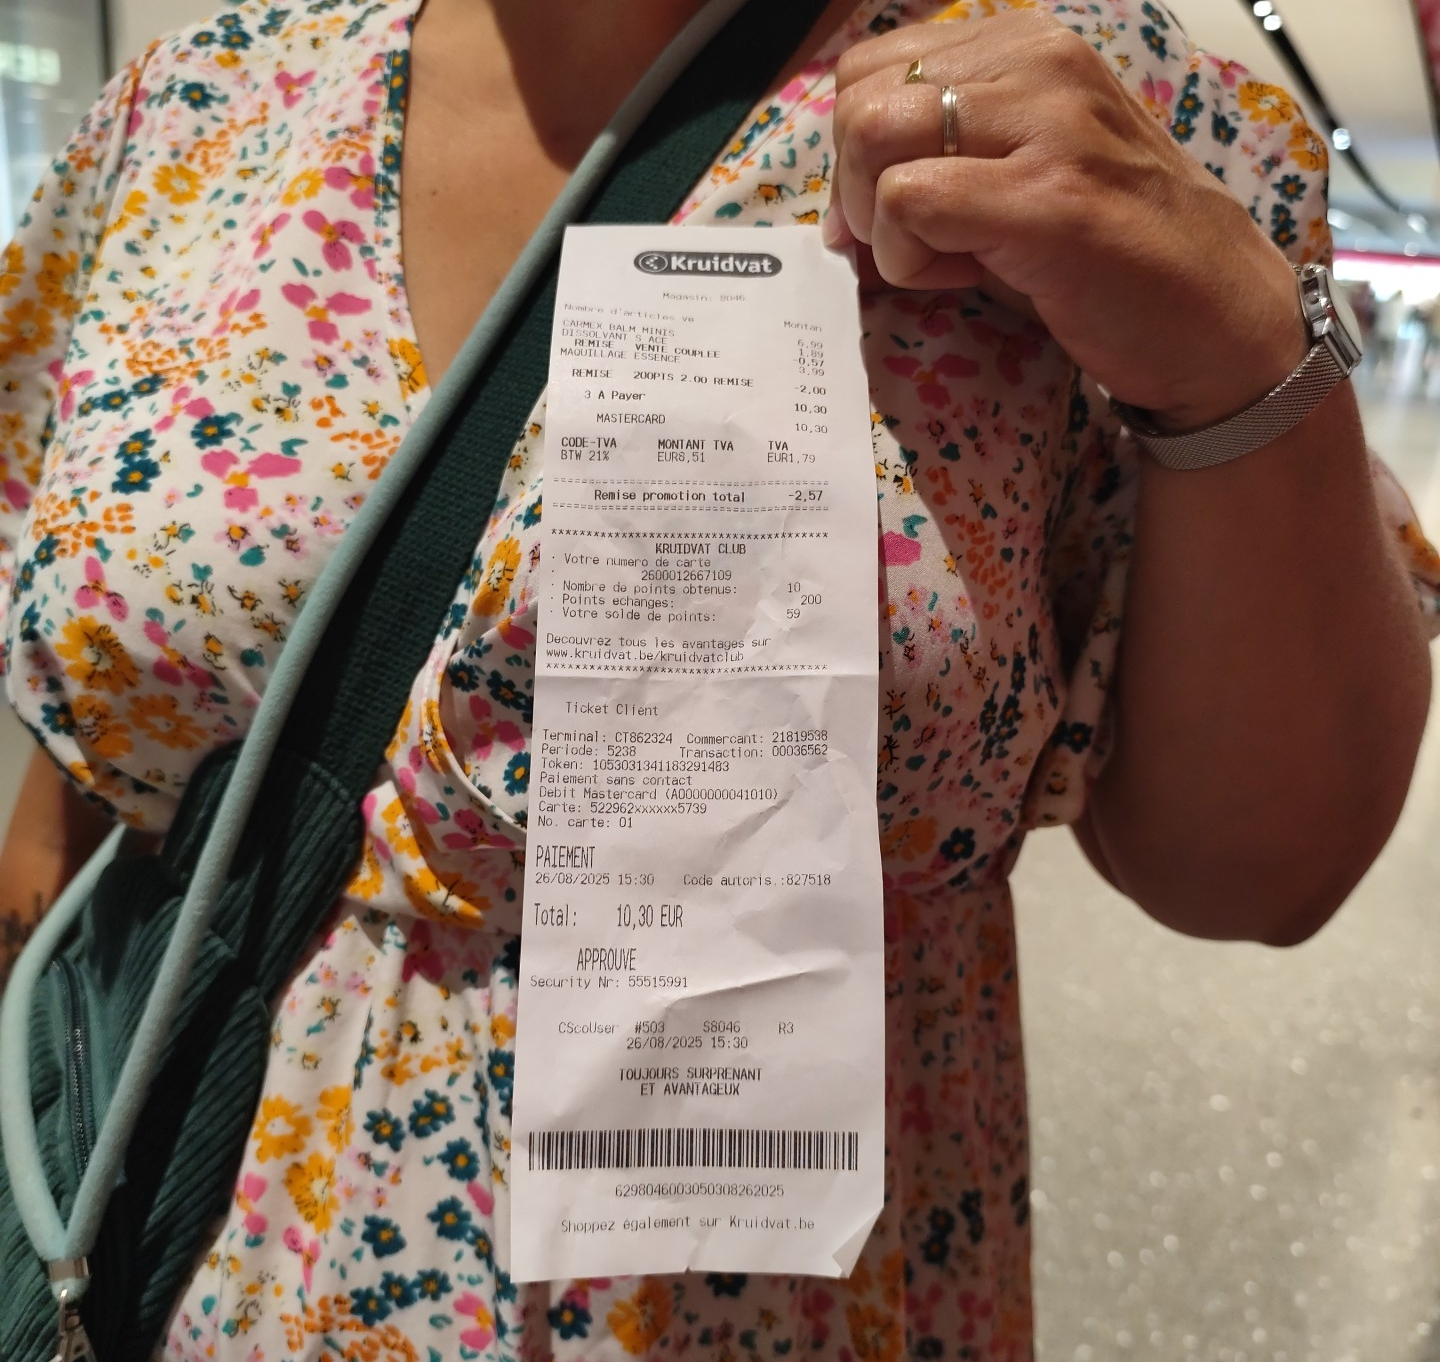 Kruidvat
Magasin: 8046
Nombre d'articles ve Montan
CARMEX BALM MINIS 6,99
DISSOLVANT S ACE 1,89
REMISE VENTE COUPLEE -0,57
MAQUILLAGE ESSENCE 3,99
REMISE 200PTS 2.00 REMISE -2,00
3 A Payer 10,30
MASTERCARD 10,30
CODE-TVA MONTANT TVA TVA
BTW 21% EUR8,51 EUR1,79
Remise promotion total -2,57
KRUIDVAT CLUB
· Votre numero de carte
2600012667109
· Nombre de points obtenus: 10
· Points echanges: 200
· Votre solde de points: 59
Decouvrez tous les avantages sur
www.kruidvat.be/kruidvatclub
Ticket Client
Terminal: CT862324 Commercant: 21819538
Periode: 5238 Transaction: 00036562
Token: 1053031341183291483
Paiement sans contact
Debit Mastercard (A0000000041010)
Carte: 522962xxxxxx5739
No. carte: 01
PAIEMENT
26/08/2025 15:30 Code autoris.:827518
Total: 10,30 EUR
APPROUVE
Security Nr: 55515991
CScoUser #503 S8046 R3
26/08/2025 15:30
TOUJOURS SURPRENANT
ET AVANTAGEUX
6298046003050308262025
Shoppez également sur Kruidvat.be